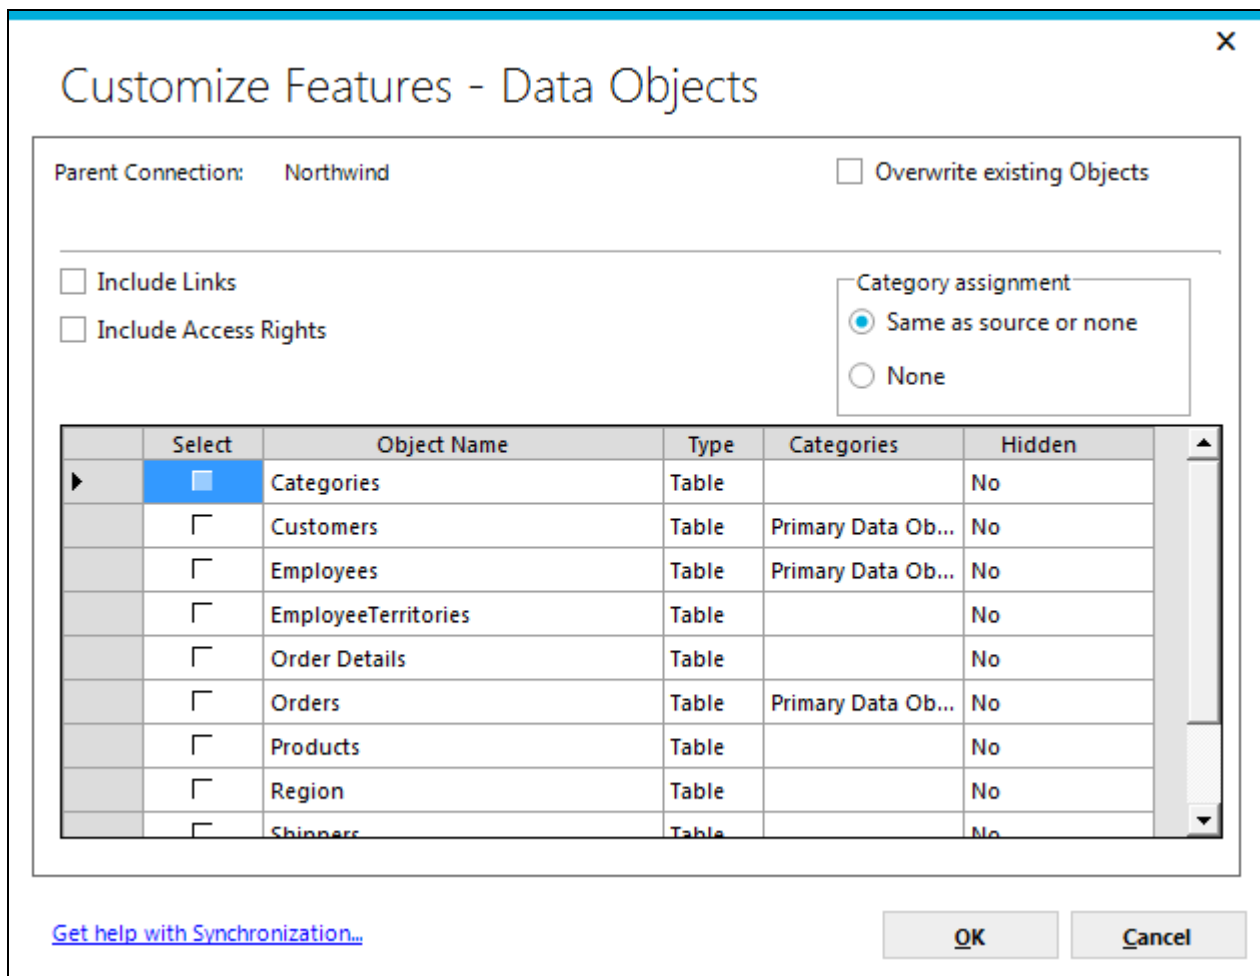 Customize Features - Data Objects
Parent Connection: Northwind Overwrite existing Objects
Include Links
Include Access Rights
Category assignment
Same as source or none
None
Select Object Name Type Categories Hidden
Categories Table No
Customers Table Primary Data Ob... No
Employees Table Primary Data Ob... No
EmployeeTerritories Table No
Order Details Table No
Orders Table Primary Data Ob... No
Products Table No
Region Table No
Shippers Table No
Get help with Synchronization... OK Cancel